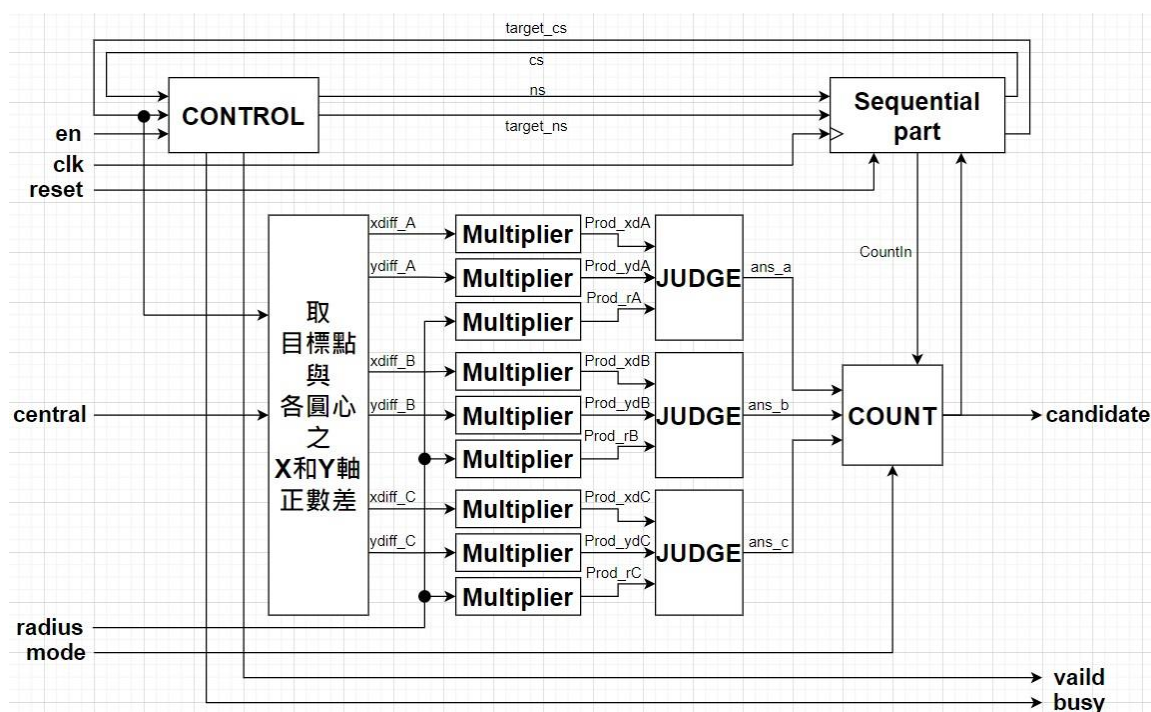 target_cs
cs
ns
target_ns
CONTROL
Sequential
part
en
clk
reset
CountIn
取
目標點
與
各圓心
之
X和Y軸
正數差
xdiff_A
ydiff_A
xdiff_B
ydiff_B
xdiff_C
ydiff_C
Multiplier
Multiplier
Multiplier
Multiplier
Multiplier
Multiplier
Multiplier
Multiplier
Multiplier
Prod_xdA
Prod_ydA
Prod_rA
Prod_xdB
Prod_ydB
Prod_rB
Prod_xdC
Prod_ydC
Prod_rC
JUDGE
JUDGE
JUDGE
ans_a
ans_b
ans_c
COUNT
central
candidate
radius
mode
vaild
busy